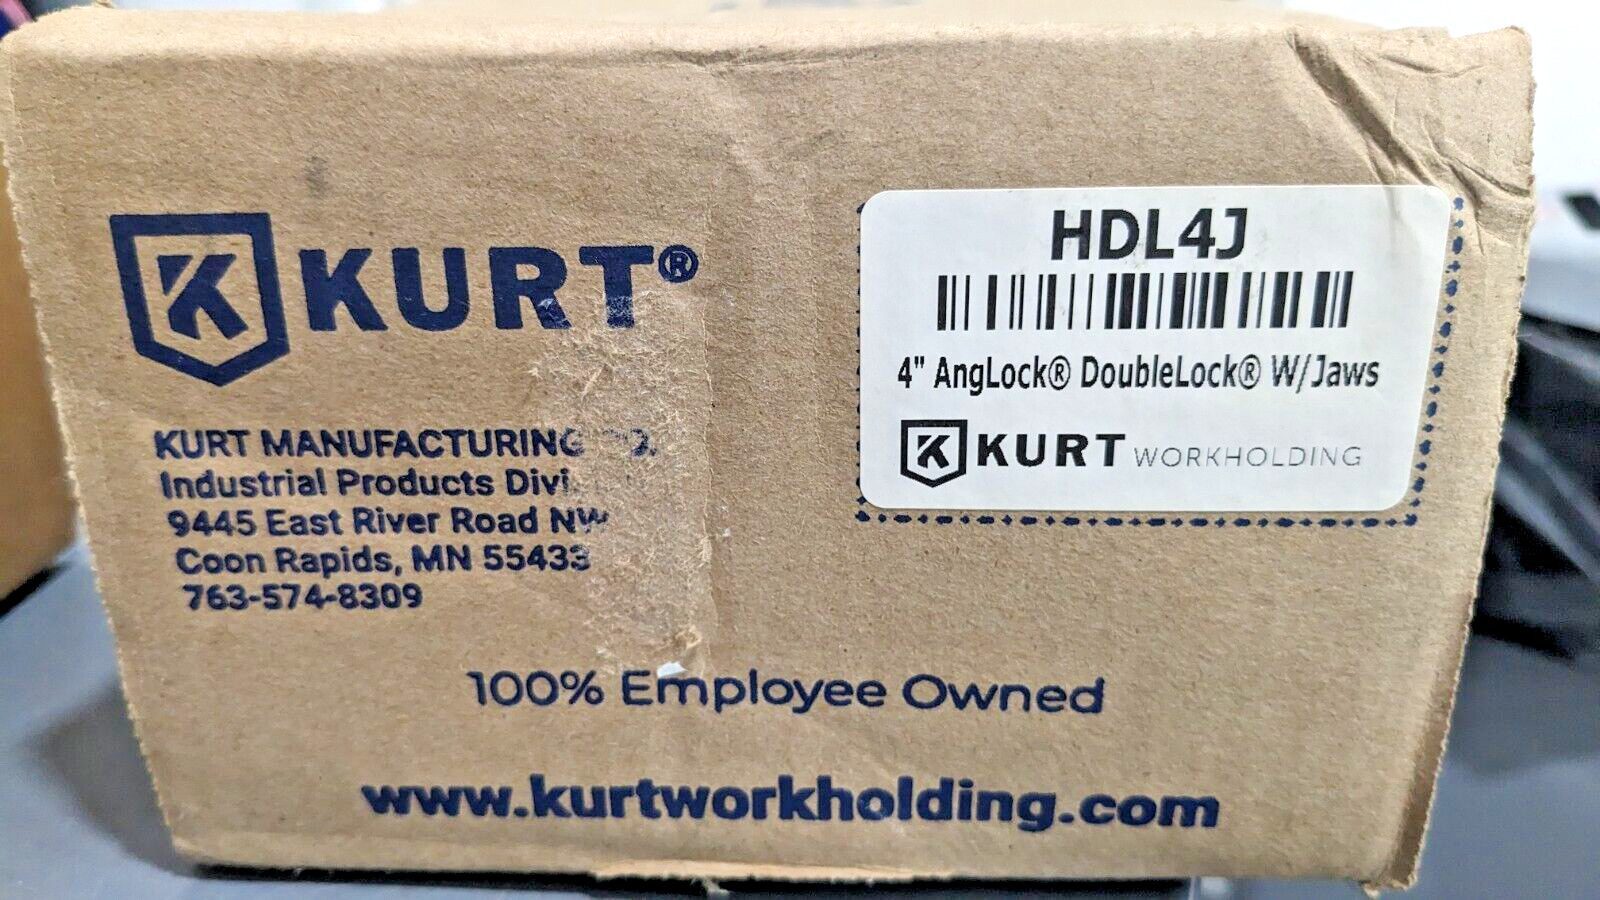 KURT®
KURT MANUFACTURING CO.
Industrial Products
9445 East River Road NW
Coon Rapids, MN 55433
763-574-8309
HDL4J
4" AngLock® DoubleLock® W/Jaws
KURT WORKHOLDING
100% Employee Owned
www.kurtworkholding.com